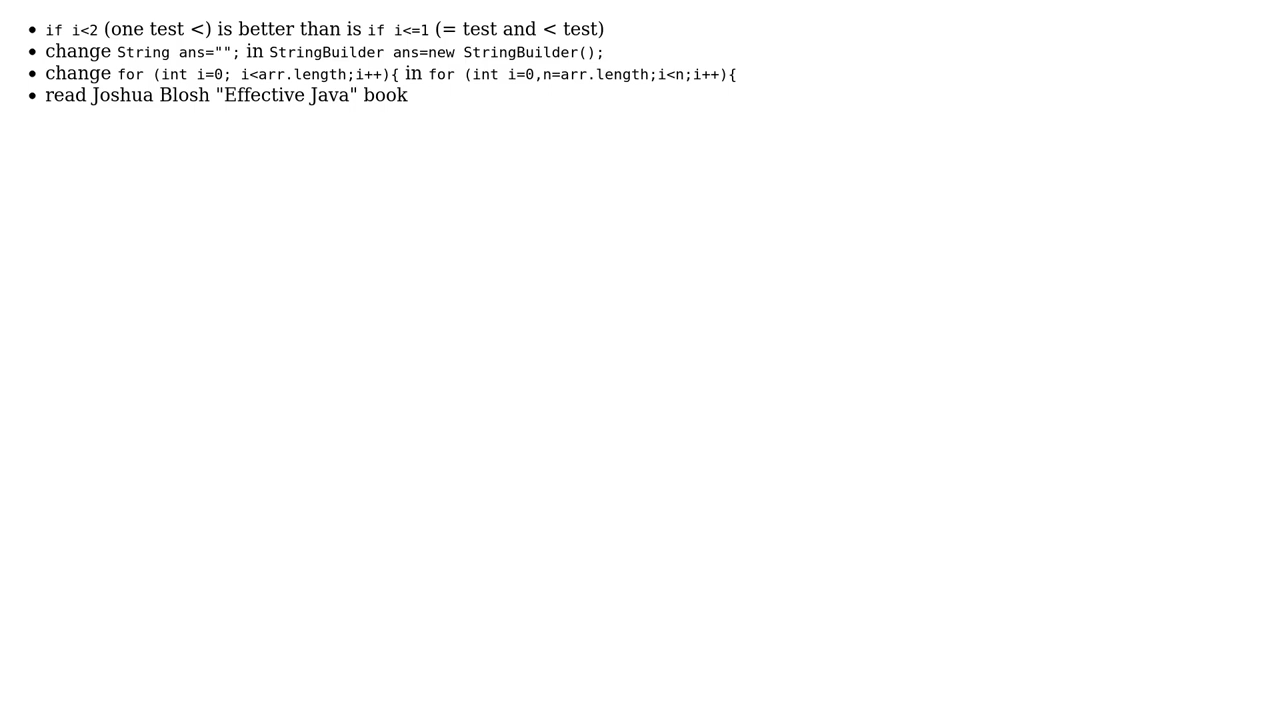 • if i<2 (one test <) is better than is if i<=1 (= test and < test)
• change String ans=""; in StringBuilder ans=new StringBuilder();
• change for (int i=0; i<arr.length;i++){ in for (int i=0,n=arr.length;i<n;i++){
• read Joshua Blosh "Effective Java" book